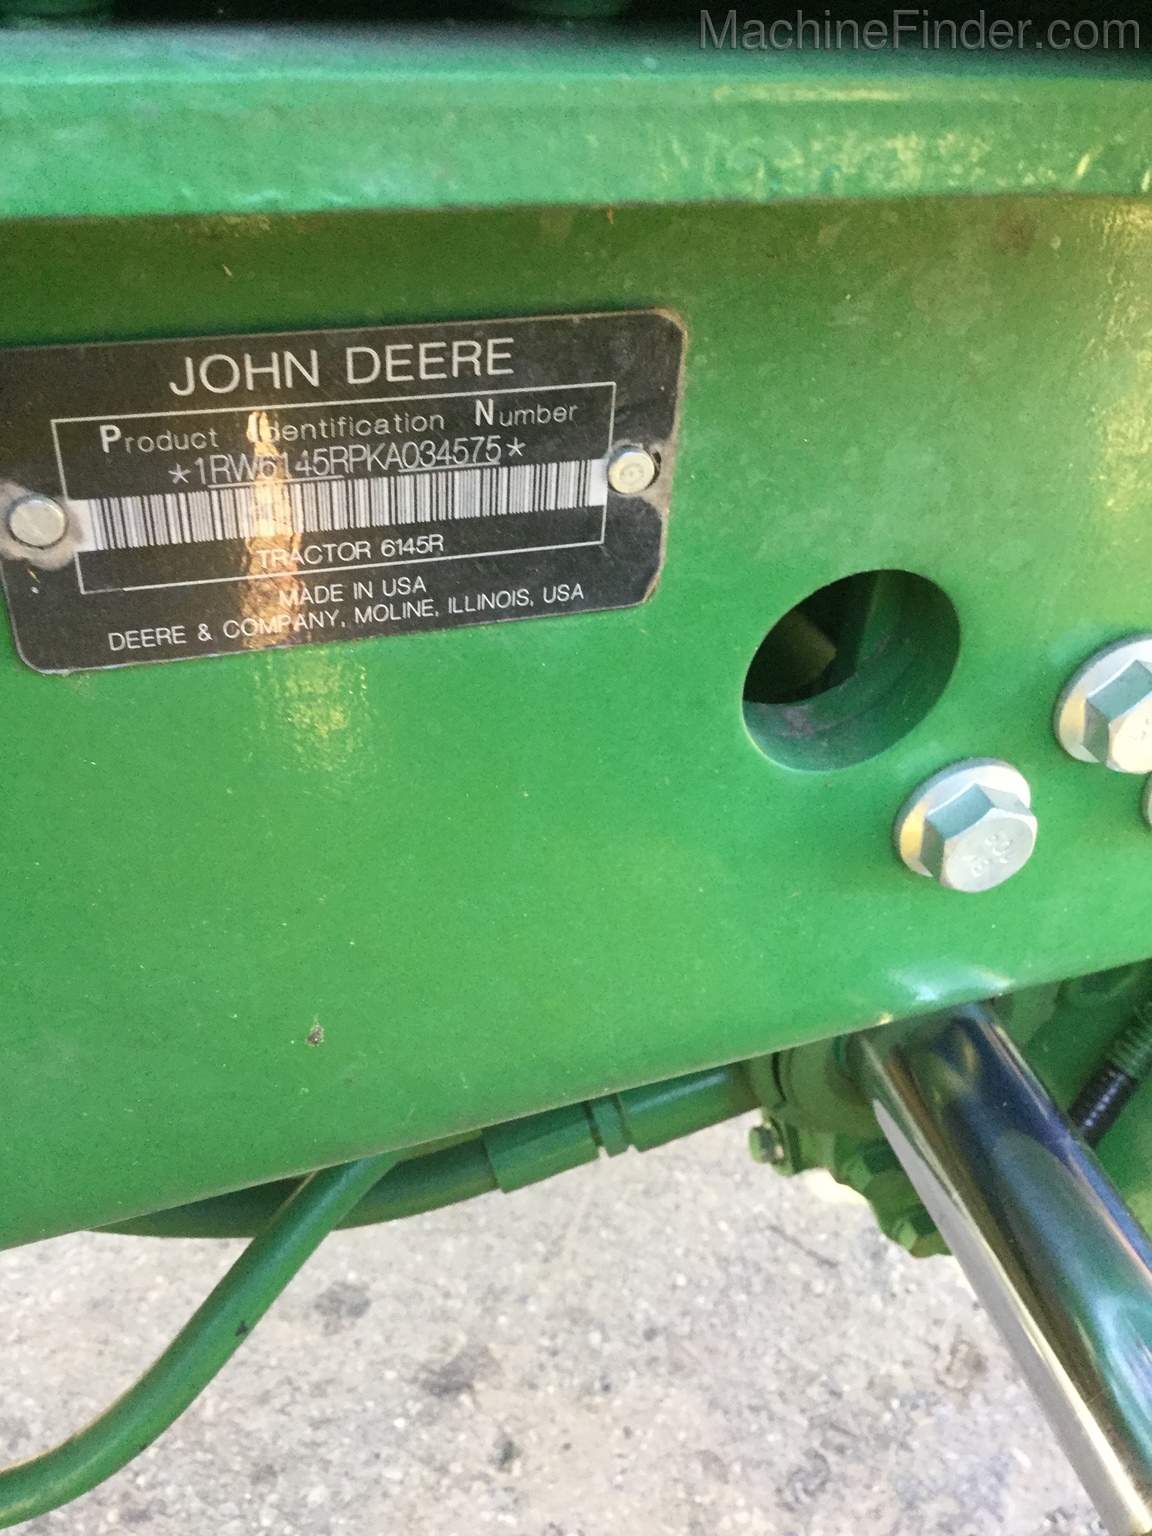 MachineFinder.com
JOHN DEERE
Product Identification Number
*1RW6145RPKA034575*
TRACTOR 6145R
MADE IN USA
DEERE & COMPANY, MOLINE, ILLINOIS, USA